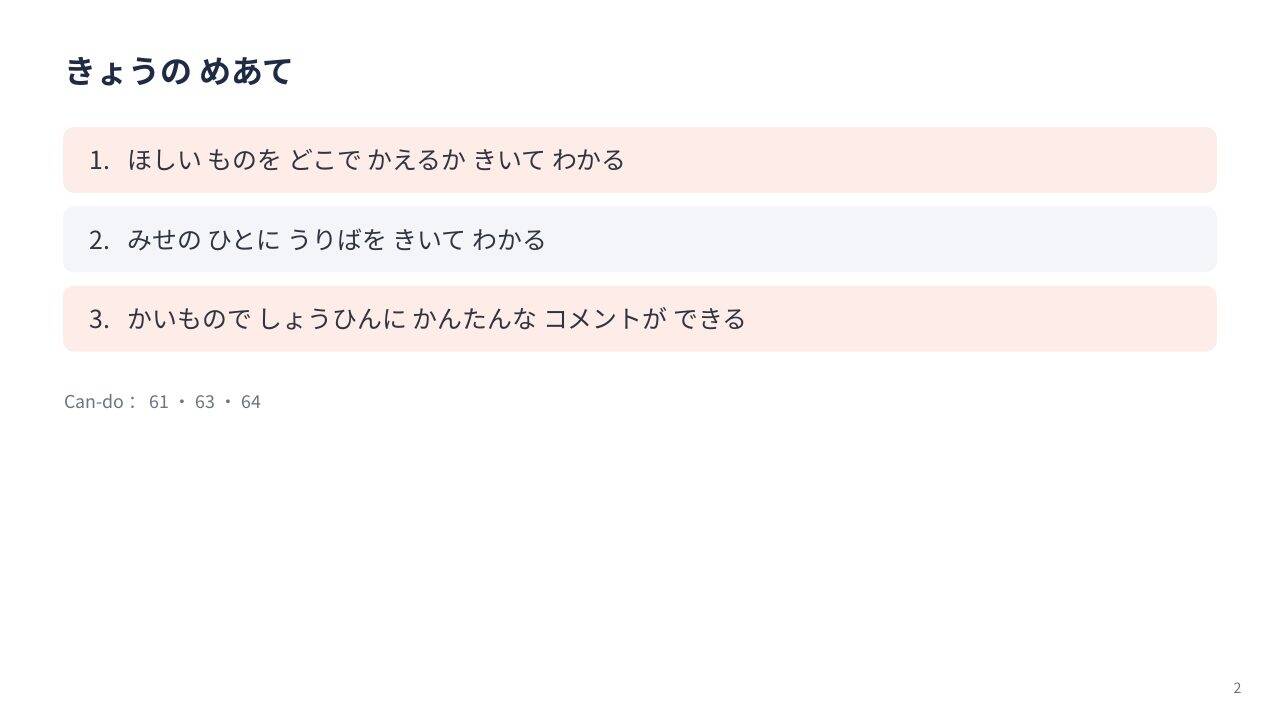 きょうの めあて
1. ほしい ものを どこで かえるか きいて わかる
2. みせの ひとに うりばを きいて わかる
3. かいもので しょうひんに かんたんな コメントが できる
Can-do： 61 ・ 63 ・ 64
2